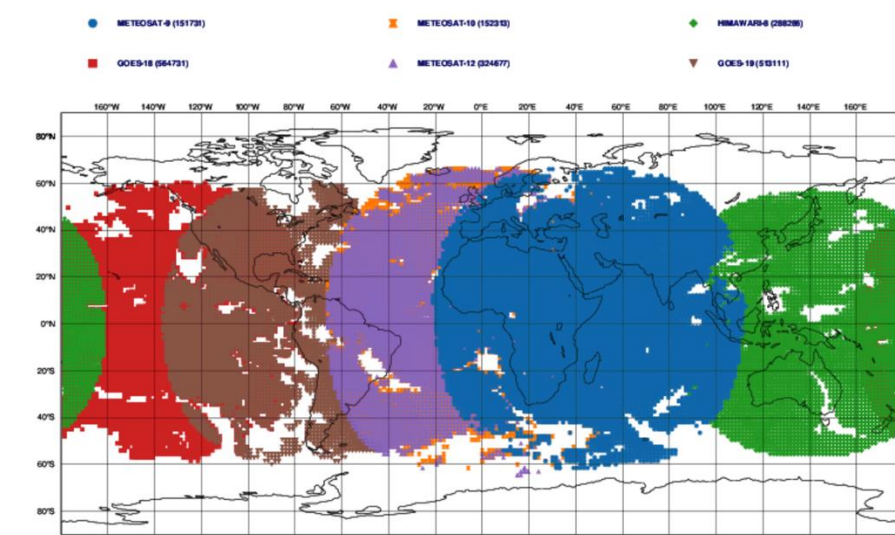 METEOSAT-9 (151731) METEOSAT-10 (152313) HIMAWARI-8 (288286)
GOES-18 (564731) METEOSAT-12 (324677) GOES-19 (513111)
160°W 140°W 120°W 100°W 80°W 60°W 40°W 20°W 0°E 20°E 40°E 60°E 80°E 100°E 120°E 140°E 160°E
80°N
60°N
40°N
20°N
0°N
20°S
40°S
60°S
80°S